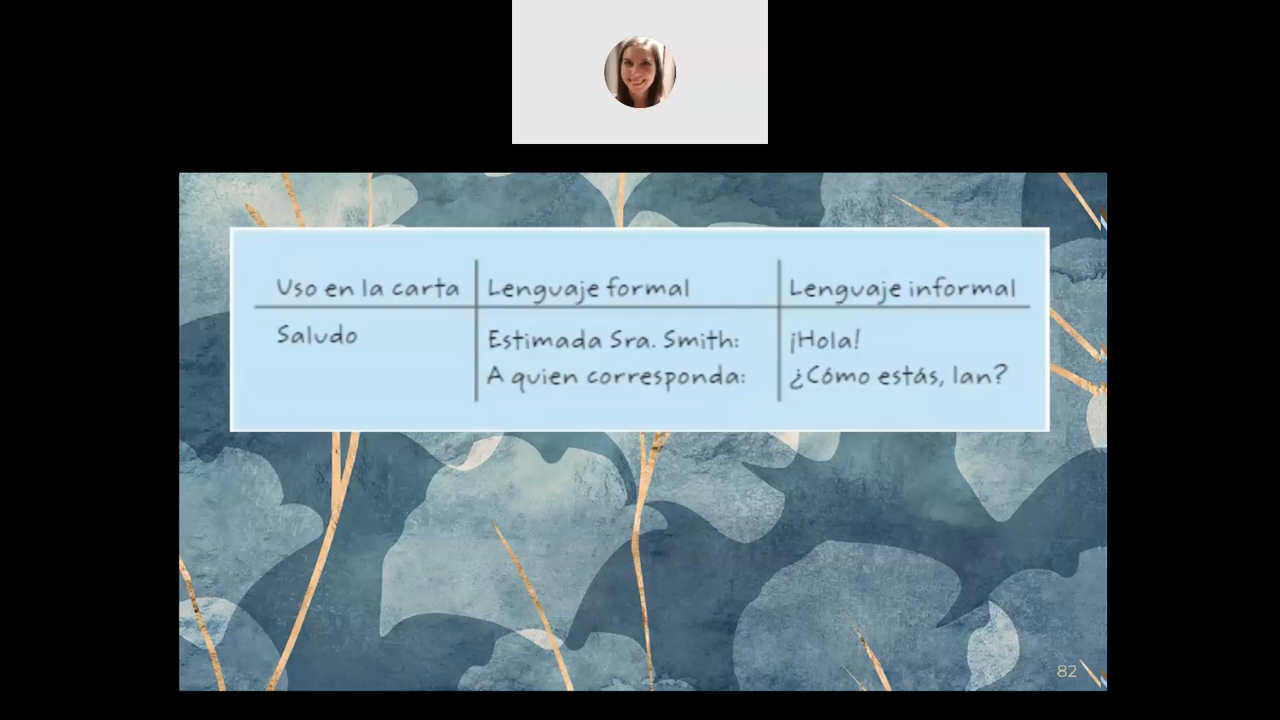 Uso en la carta Lenguaje formal Lenguaje informal
Saludo Estimada Sra. Smith: ¡Hola!
A quien corresponda: ¿Cómo estás, Ian?
82